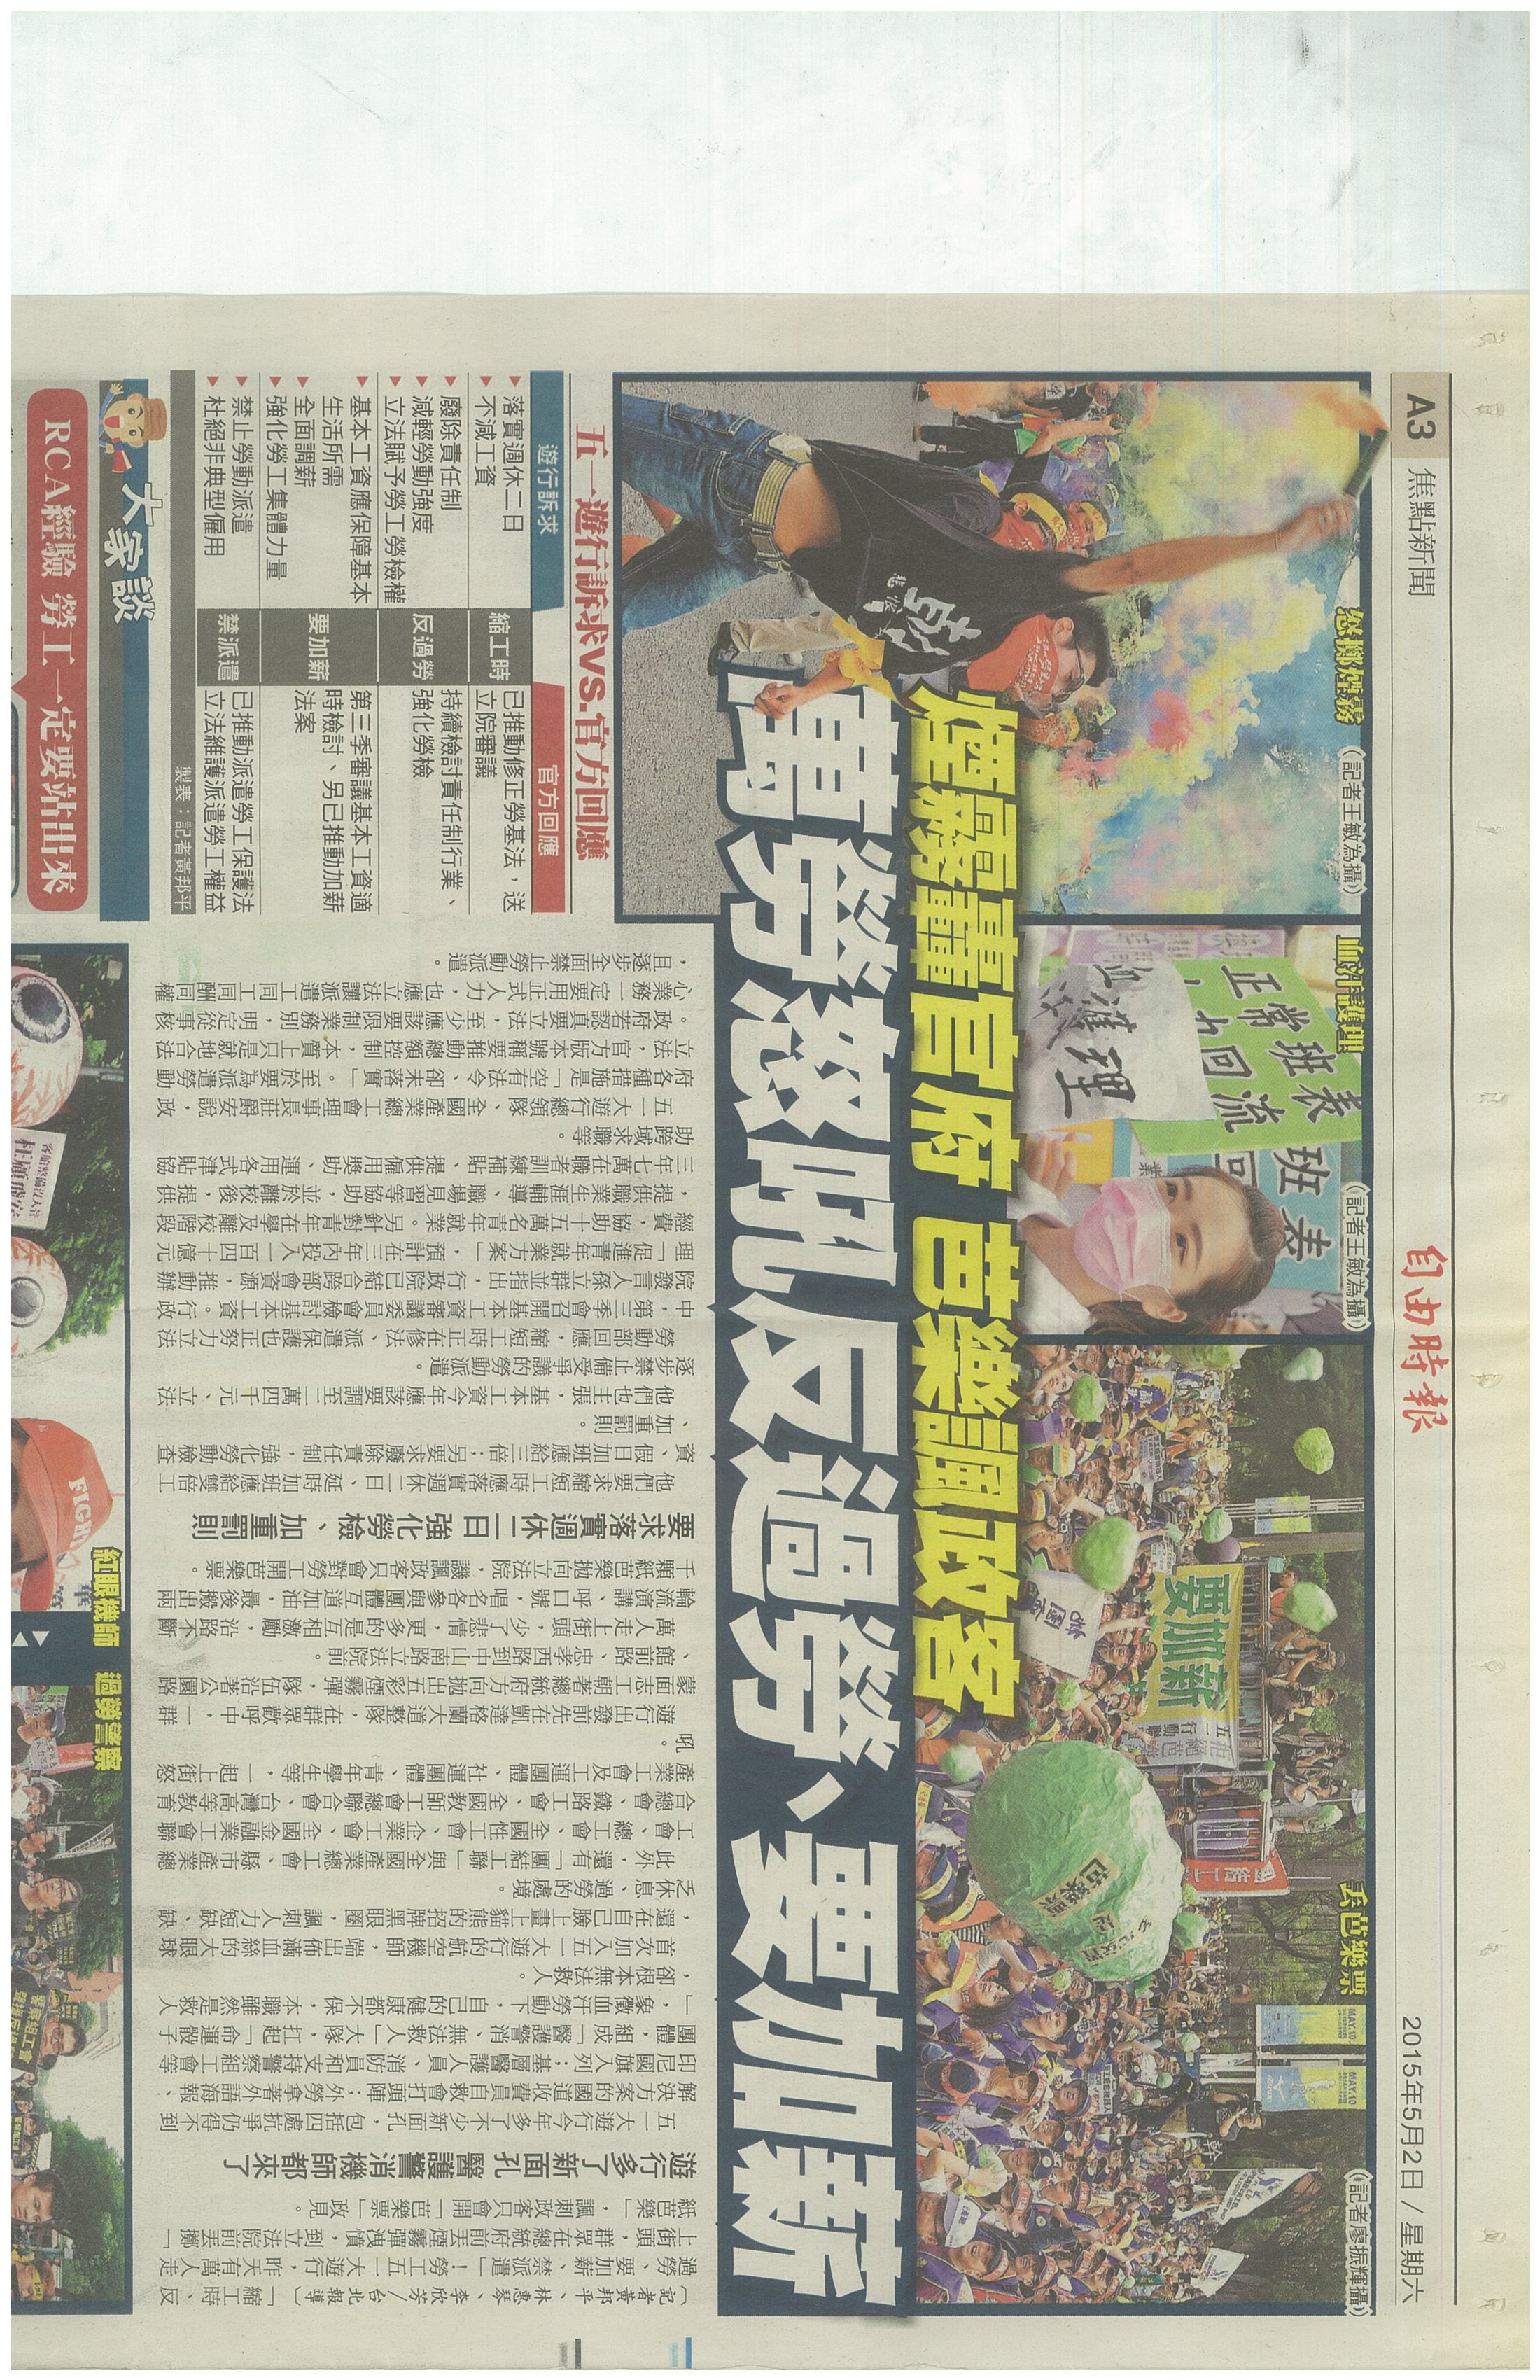 A3 焦點新聞
自由時報
2015年5月2日／星期六
怒擲煙霧
（記者王敏為攝）
血汗護理
（記者王敏為攝）
丟芭樂票
（記者廖振輝攝）
正常班表
力回流
班表
回
業
血汗護理
MAY.10
MAY.10
要加薪
五一行動聯
團結工
芭樂票
幹
煙霧轟官府 芭樂諷政客
萬勞怒吼反過勞、要加薪
〔記者黃邦平、林惠琴、李欣芳／台北報導〕「縮工時、反
過勞、要加薪、禁派遣」！勞工五一大遊行，昨天有萬人走
上街頭，群眾在總統府前丟煙霧彈洩憤，到立法院前丟擲「
紙芭樂」，諷刺政客只會開「芭樂票」政見。
遊行多了新面孔 醫護警消機師都來了
五一大遊行今年多了不少新面孔，包括四處抗爭仍得不到
解決方案的國道收費員自救會打頭陣；外勞拿著外語海報、
印尼國旗入列；基層醫護人員、消防員和支持警察組工會等
團體，組成「醫護警消、無法救人」大隊，扛起「命運骰子
」，象徵血汗勞動下，自己的健康都不保，本職雖然是救人
，卻根本無法救人。
首次加入五一大遊行的航空機師，端出佈滿血絲的大眼球
，還在自己臉上畫上貓熊的招牌黑眼圈，諷刺人力短缺、缺
乏休息、過勞的處境。
此外，還有「團結工聯」與全國產業總工會、縣市產業總
工會、總工會、全國性工會、企業工會、全國金融業工會聯
合總會、鐵路工會、全國教師工會總聯合會、台灣高等教育
產業工會及工運團體、社運團體、青年學生等，一起上街怒
吼。
遊行出發前先在凱達格蘭大道整隊，在群眾歡呼中，一群
蒙面志工朝著總統府方向拋出五彩煙霧彈，隊伍沿著公園路
、館前路、忠孝西路到中山南路立法院前。
萬人走上街頭，少了悲情，更多的是互相激勵，沿路不斷
輪流演講、呼口號，唱名各參與團體互道加油，最後搬出兩
千顆紙芭樂拋向立法院，譏諷政客只會對勞工開芭樂票。
要求落實週休二日 強化勞檢、加重罰則
他們要求縮短工時應落實週休二日、延時加班應給雙倍工
資、假日加班應給三倍；另要求廢除責任制，強化勞動檢查
、加重罰則。
他們也主張，基本工資今年應該要調至二萬四千元、立法
逐步禁止備受爭議的勞動派遣。
勞動部回應，縮短工時正在修法、派遣保護也正努力立法
中，第三季會召開基本工資審議委員會檢討基本工資。行政
院發言人孫立群並指出，行政院已結合跨部會資源，推動辦
理「促進青年就業方案」，預計在三年內投入一百四十億元
經費，協助十五萬名青年就業。另針對青年在學及離校階段
，提供職業生涯輔導、職場見習等協助，並於離校後，提供
三年七萬在職者訓練補貼、提供僱用獎助、運用各式津貼協
助跨域求職等。
五一大遊行總領隊、全國產業總工會理事長莊爵安說，政
府各種措施是「空有法令、卻未落實」。至於要為派遣勞動
立法，官方版本號稱要推動總額控制，本質上只是就地合法
。政府若認真要立法，至少應該要限制業務別，明定從事核
心業務一定要用正式人力，也應立法讓派遣工同工同酬同權
，且逐步全面禁止勞動派遣。
五一遊行訴求VS.官方回應
遊行訴求
官方回應
落實週休二日
不減工資
縮工時
已推動修正勞基法，送
立院審議
廢除責任制
減輕勞動強度
立法賦予勞工勞檢權
反過勞
持續檢討責任制行業、
強化勞檢
基本工資應保障基本
生活所需
全面調薪
強化勞工集體力量
要加薪
第三季審議基本工資適
時檢討、另已推動加薪
法案
禁止勞動派遣
杜絕非典型僱用
禁派遣
已推動派遣勞工保護法
立法維護派遣勞工權益
製表：記者黃邦平
大家談
RCA經驗 勞工一定要站出來
紅眼機師
過勞警察
客艙整備沒人管
枉顧飛安
FIGHT
警察組工會